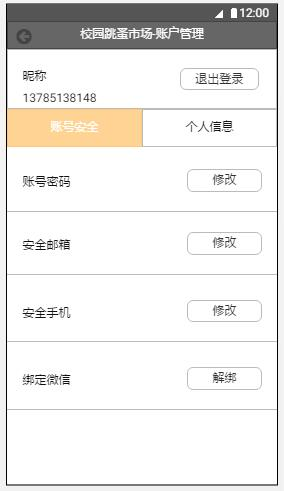 12:00
校园跳蚤市场-账户管理
昵称
退出登录
13785138148
账号安全
个人信息
账号密码
修改
安全邮箱
修改
安全手机
修改
绑定微信
解绑